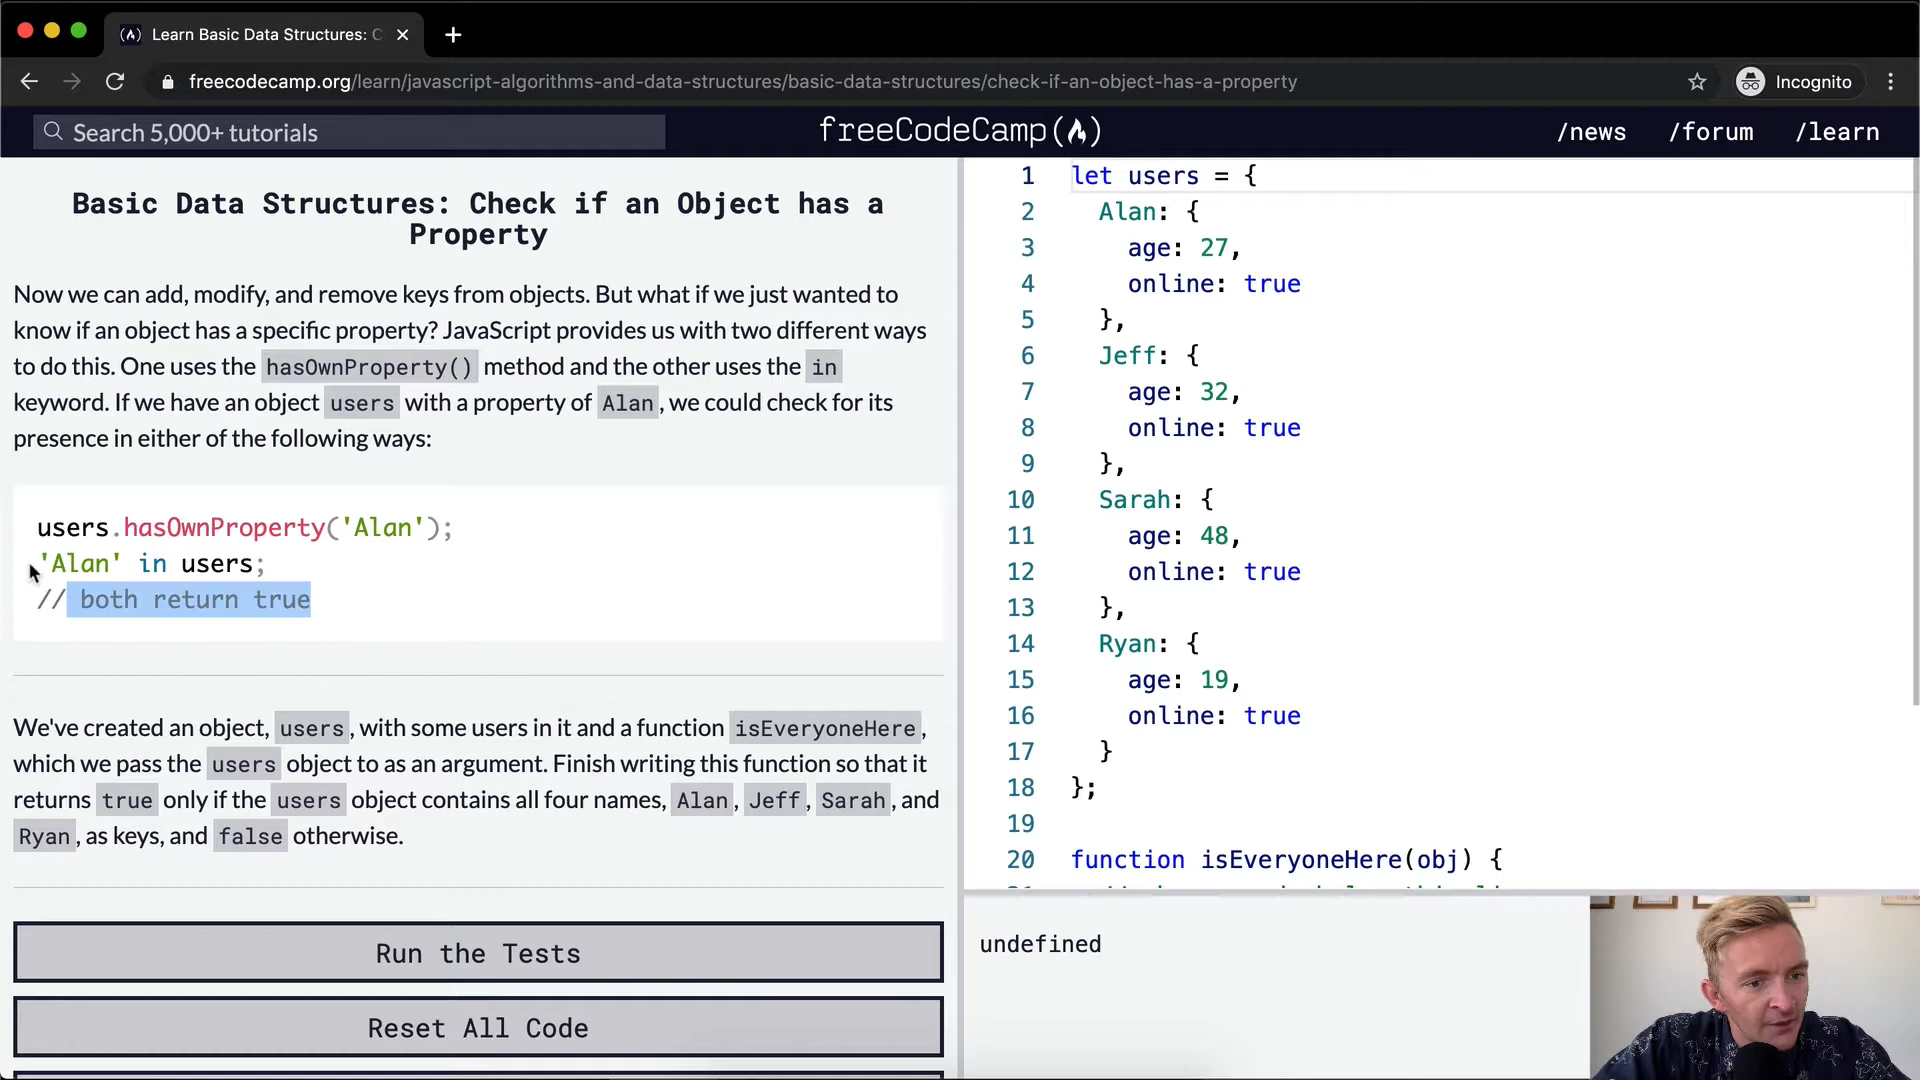 Learn Basic Data Structures: C
freecodecamp.org/learn/javascript-algorithms-and-data-structures/basic-data-structures/check-if-an-object-has-a-property
Incognito
Search 5,000+ tutorials
freeCodeCamp
/news
/forum
/learn
Basic Data Structures: Check if an Object has a
Property
Now we can add, modify, and remove keys from objects. But what if we just wanted to
know if an object has a specific property? JavaScript provides us with two different ways
to do this. One uses the hasOwnProperty() method and the other uses the in
keyword. If we have an object users with a property of Alan, we could check for its
presence in either of the following ways:
users.hasOwnProperty('Alan');
'Alan' in users;
// both return true
We've created an object, users, with some users in it and a function isEveryoneHere,
which we pass the users object to as an argument. Finish writing this function so that it
returns true only if the users object contains all four names, Alan, Jeff, Sarah, and
Ryan, as keys, and false otherwise.
Run the Tests
Reset All Code
1 let users = {
2 Alan: {
3 age: 27,
4 online: true
5 },
6 Jeff: {
7 age: 32,
8 online: true
9 },
10 Sarah: {
11 age: 48,
12 online: true
13 },
14 Ryan: {
15 age: 19,
16 online: true
17 }
18 };
19
20 function isEveryoneHere(obj) {
undefined